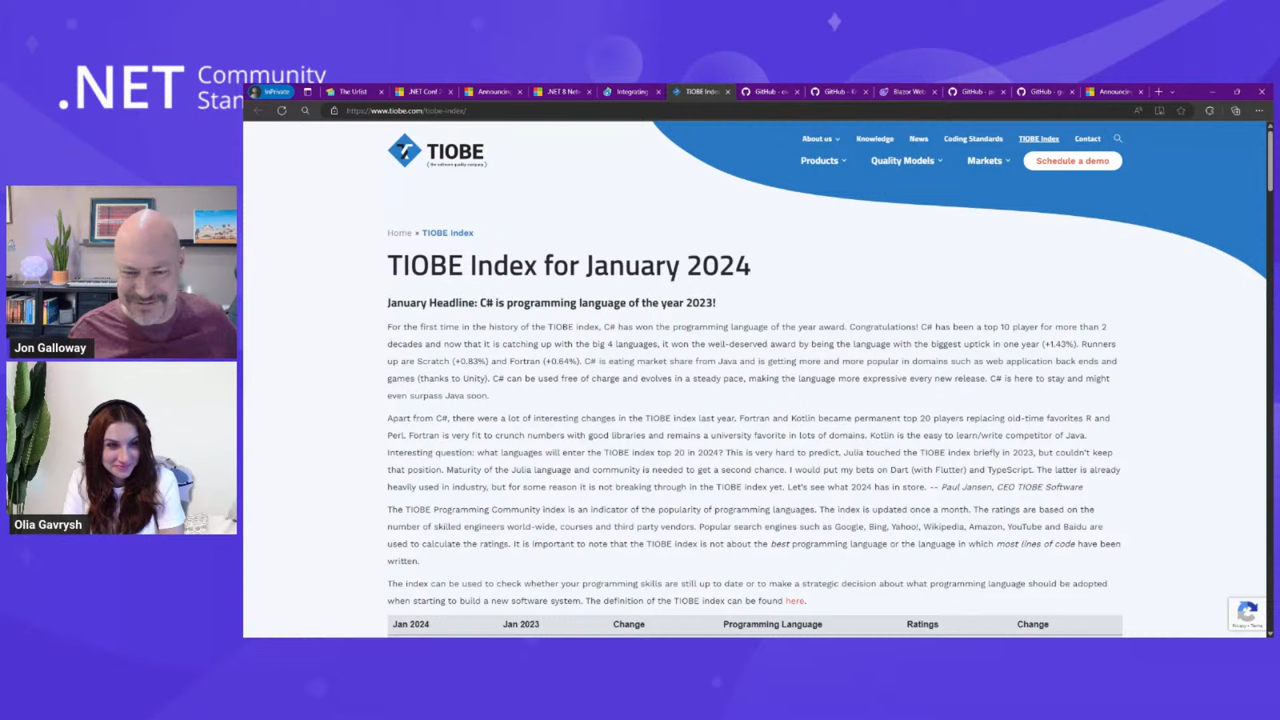 .NET Community
Stan
InPrivate
The Urlist
.NET Conf 2
Announcing
.NET 8 Netw
Integrating
TIOBE Inde
GitHub - ev
GitHub -
Blazor Web
GitHub - p
GitHub - g
Announcing
https://www.tiobe.com/tiobe-index/
TIOBE
(the software quality company)
About us
Knowledge
News
Coding Standards
TIOBE Index
Contact
Products
Quality Models
Markets
Schedule a demo
Home » TIOBE Index
TIOBE Index for January 2024
January Headline: C# is programming language of the year 2023!
For the first time in the history of the TIOBE index, C# has won the programming language of the year award. Congratulations! C# has been a top 10 player for more than 2
decades and now that it is catching up with the big 4 languages, it won the well-deserved award by being the language with the biggest uptick in one year (+1.43%). Runners
up are Scratch (+0.83%) and Fortran (+0.64%). C# is eating market share from Java and is getting more and more popular in domains such as web application back ends and
games (thanks to Unity). C# can be used free of charge and evolves in a steady pace, making the language more expressive every new release. C# is here to stay and might
even surpass Java soon.
Apart from C#, there were a lot of interesting changes in the TIOBE index last year. Fortran and Kotlin became permanent top 20 players replacing old-time favorites R and
Perl. Fortran is very fit to crunch numbers with good libraries and remains a university favorite in lots of domains. Kotlin is the easy to learn/write competitor of Java.
Interesting question: what languages will enter the TIOBE index top 20 in 2024? This is very hard to predict. Julia touched the TIOBE index briefly in 2023, but couldn't keep
that position. Maturity of the Julia language and community is needed to get a second chance. I would put my bets on Dart (with Flutter) and TypeScript. The latter is already
heavily used in industry, but for some reason it is not breaking through in the TIOBE index yet. Let's see what 2024 has in store. -- Paul Jansen, CEO TIOBE Software
The TIOBE Programming Community index is an indicator of the popularity of programming languages. The index is updated once a month. The ratings are based on the
number of skilled engineers world-wide, courses and third party vendors. Popular search engines such as Google, Bing, Yahoo!, Wikipedia, Amazon, YouTube and Baidu are
used to calculate the ratings. It is important to note that the TIOBE index is not about the best programming language or the language in which most lines of code have been
written.
The index can be used to check whether your programming skills are still up to date or to make a strategic decision about what programming language should be adopted
when starting to build a new software system. The definition of the TIOBE index can be found here.
Jan 2024
Jan 2023
Change
Programming Language
Ratings
Change
Privacy - Terms
Jon Galloway
Olia Gavrysh